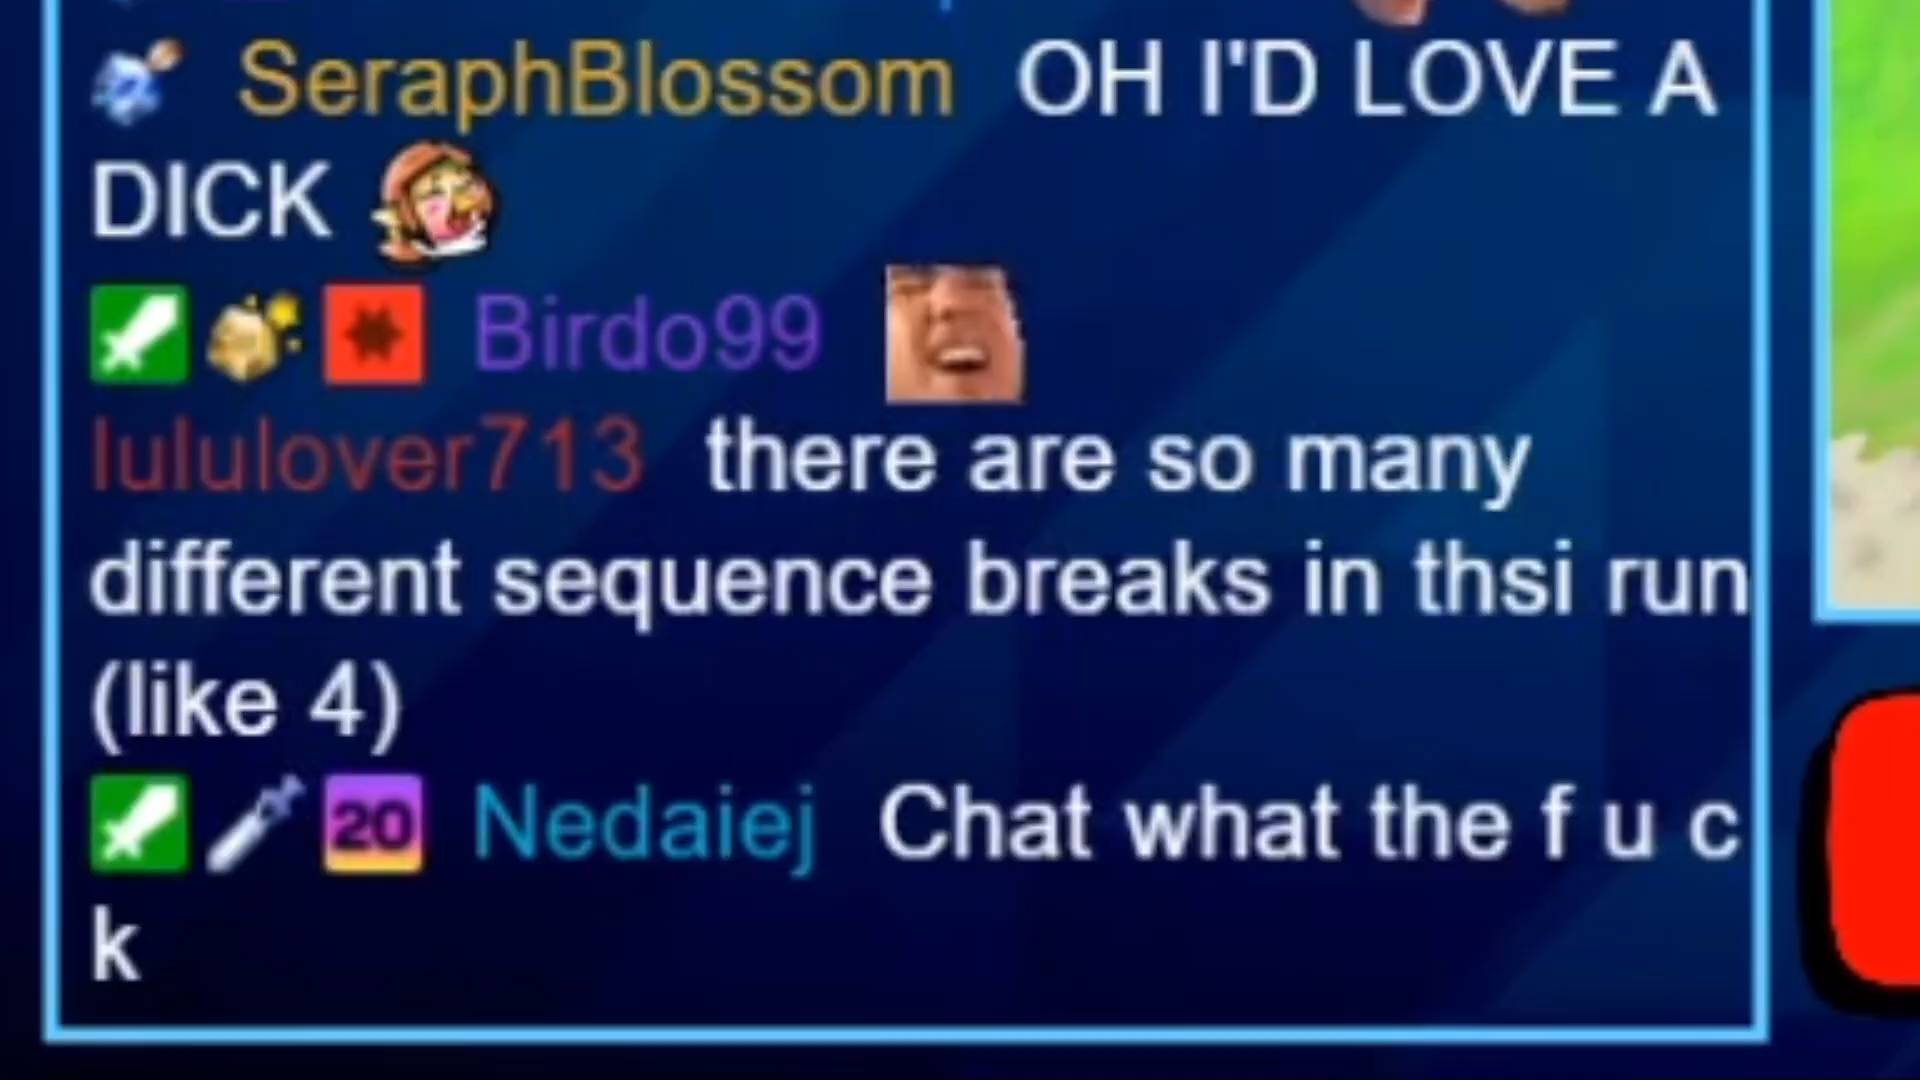 SeraphBlossom OH I'D LOVE A
DICK
Birdo99
lululover713 there are so many
different sequence breaks in thsi run
(like 4)
20 Nedaiej Chat what the f u c
k